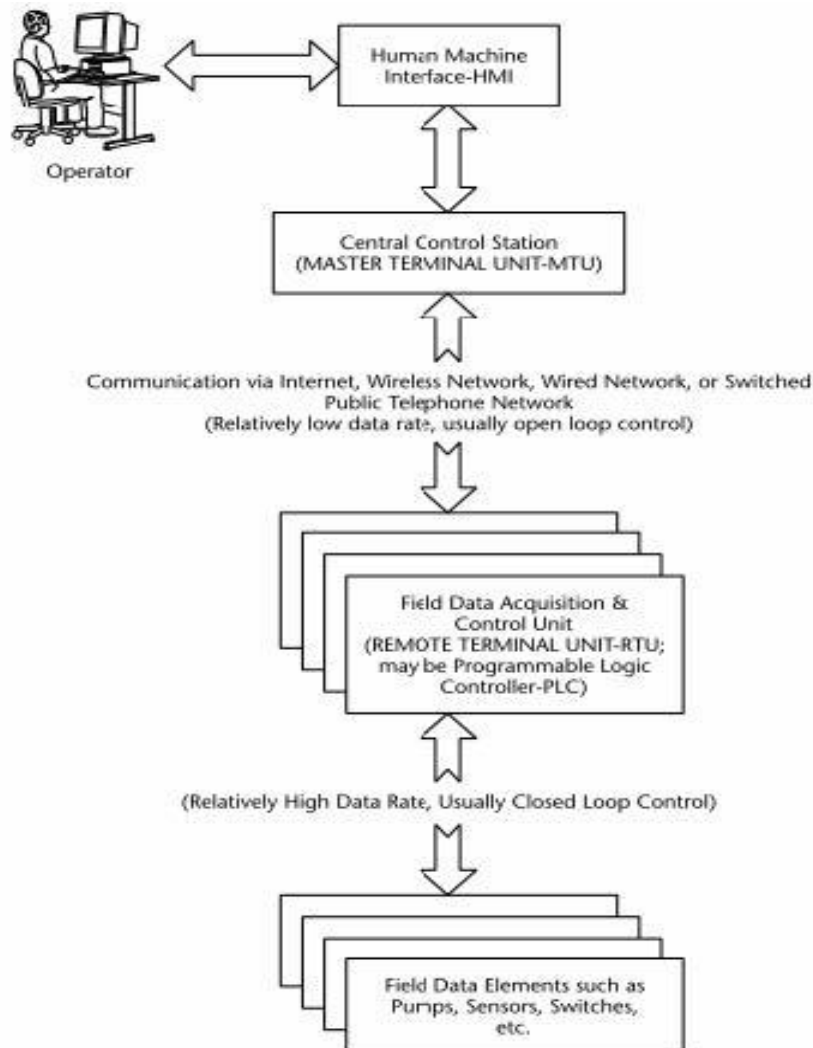 Human Machine
Interface-HMI
Operator
Central Control Station
(MASTER TERMINAL UNIT-MTU)
Communication via Internet, Wireless Network, Wired Network, or Switched
Public Telephone Network
(Relatively low data rate, usually open loop control)
Field Data Acquisition &
Control Unit
(REMOTE TERMINAL UNIT-RTU;
may be Programmable Logic
Controller-PLC)
(Relatively High Data Rate, Usually Closed Loop Control)
Field Data Elements such as
Pumps, Sensors, Switches,
etc.